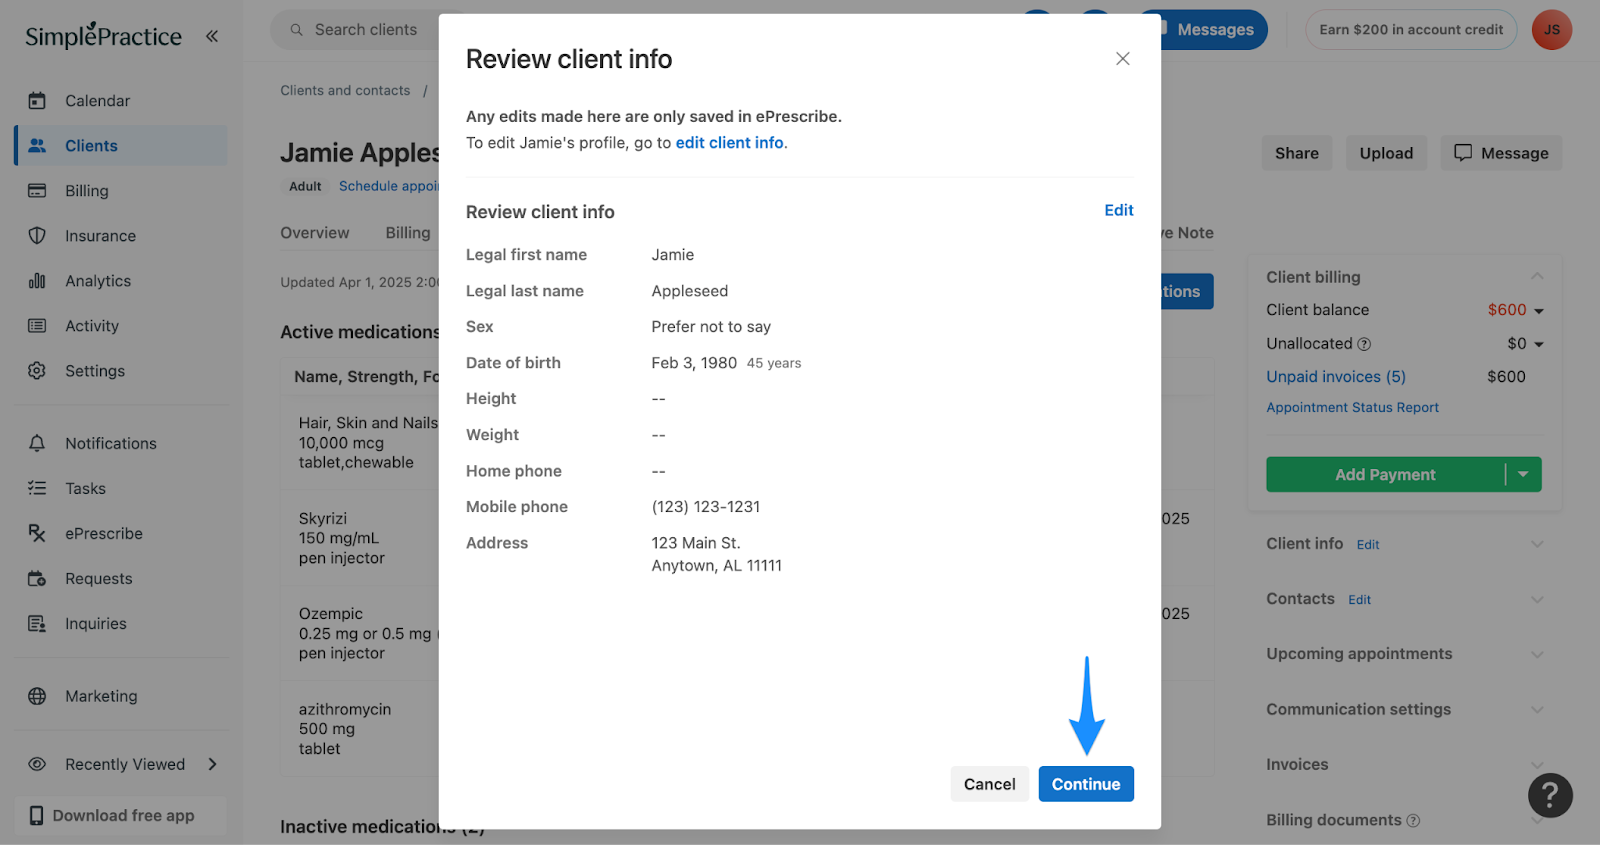 SimplePractice
Search clients
Messages
Earn $200 in account credit
JS
Calendar
Clients
Billing
Insurance
Analytics
Activity
Settings
Notifications
Tasks
ePrescribe
Requests
Inquiries
Marketing
Recently Viewed
Download free app
Clients and contacts /
Jamie Apples
Adult Schedule appoi
Overview Billing
Updated Apr 1, 2025 2:0
Active medications
Name, Strength, Fo
Hair, Skin and Nails
10,000 mcg
tablet,chewable
Skyrizi
150 mg/mL
pen injector
Ozempic
0.25 mg or 0.5 mg (
pen injector
azithromycin
500 mg
tablet
Inactive medications (2)
Review client info
Any edits made here are only saved in ePrescribe.
To edit Jamie's profile, go to edit client info.
Review client info Edit
Legal first name Jamie
Legal last name Appleseed
Sex Prefer not to say
Date of birth Feb 3, 1980 45 years
Height --
Weight --
Home phone --
Mobile phone (123) 123-1231
Address 123 Main St.
Anytown, AL 11111
Cancel Continue
Share Upload Message
ve Note
tions
025
025
Client billing
Client balance $600
Unallocated ? $0
Unpaid invoices (5) $600
Appointment Status Report
Add Payment
Client info Edit
Contacts Edit
Upcoming appointments
Communication settings
Invoices
Billing documents ?
?